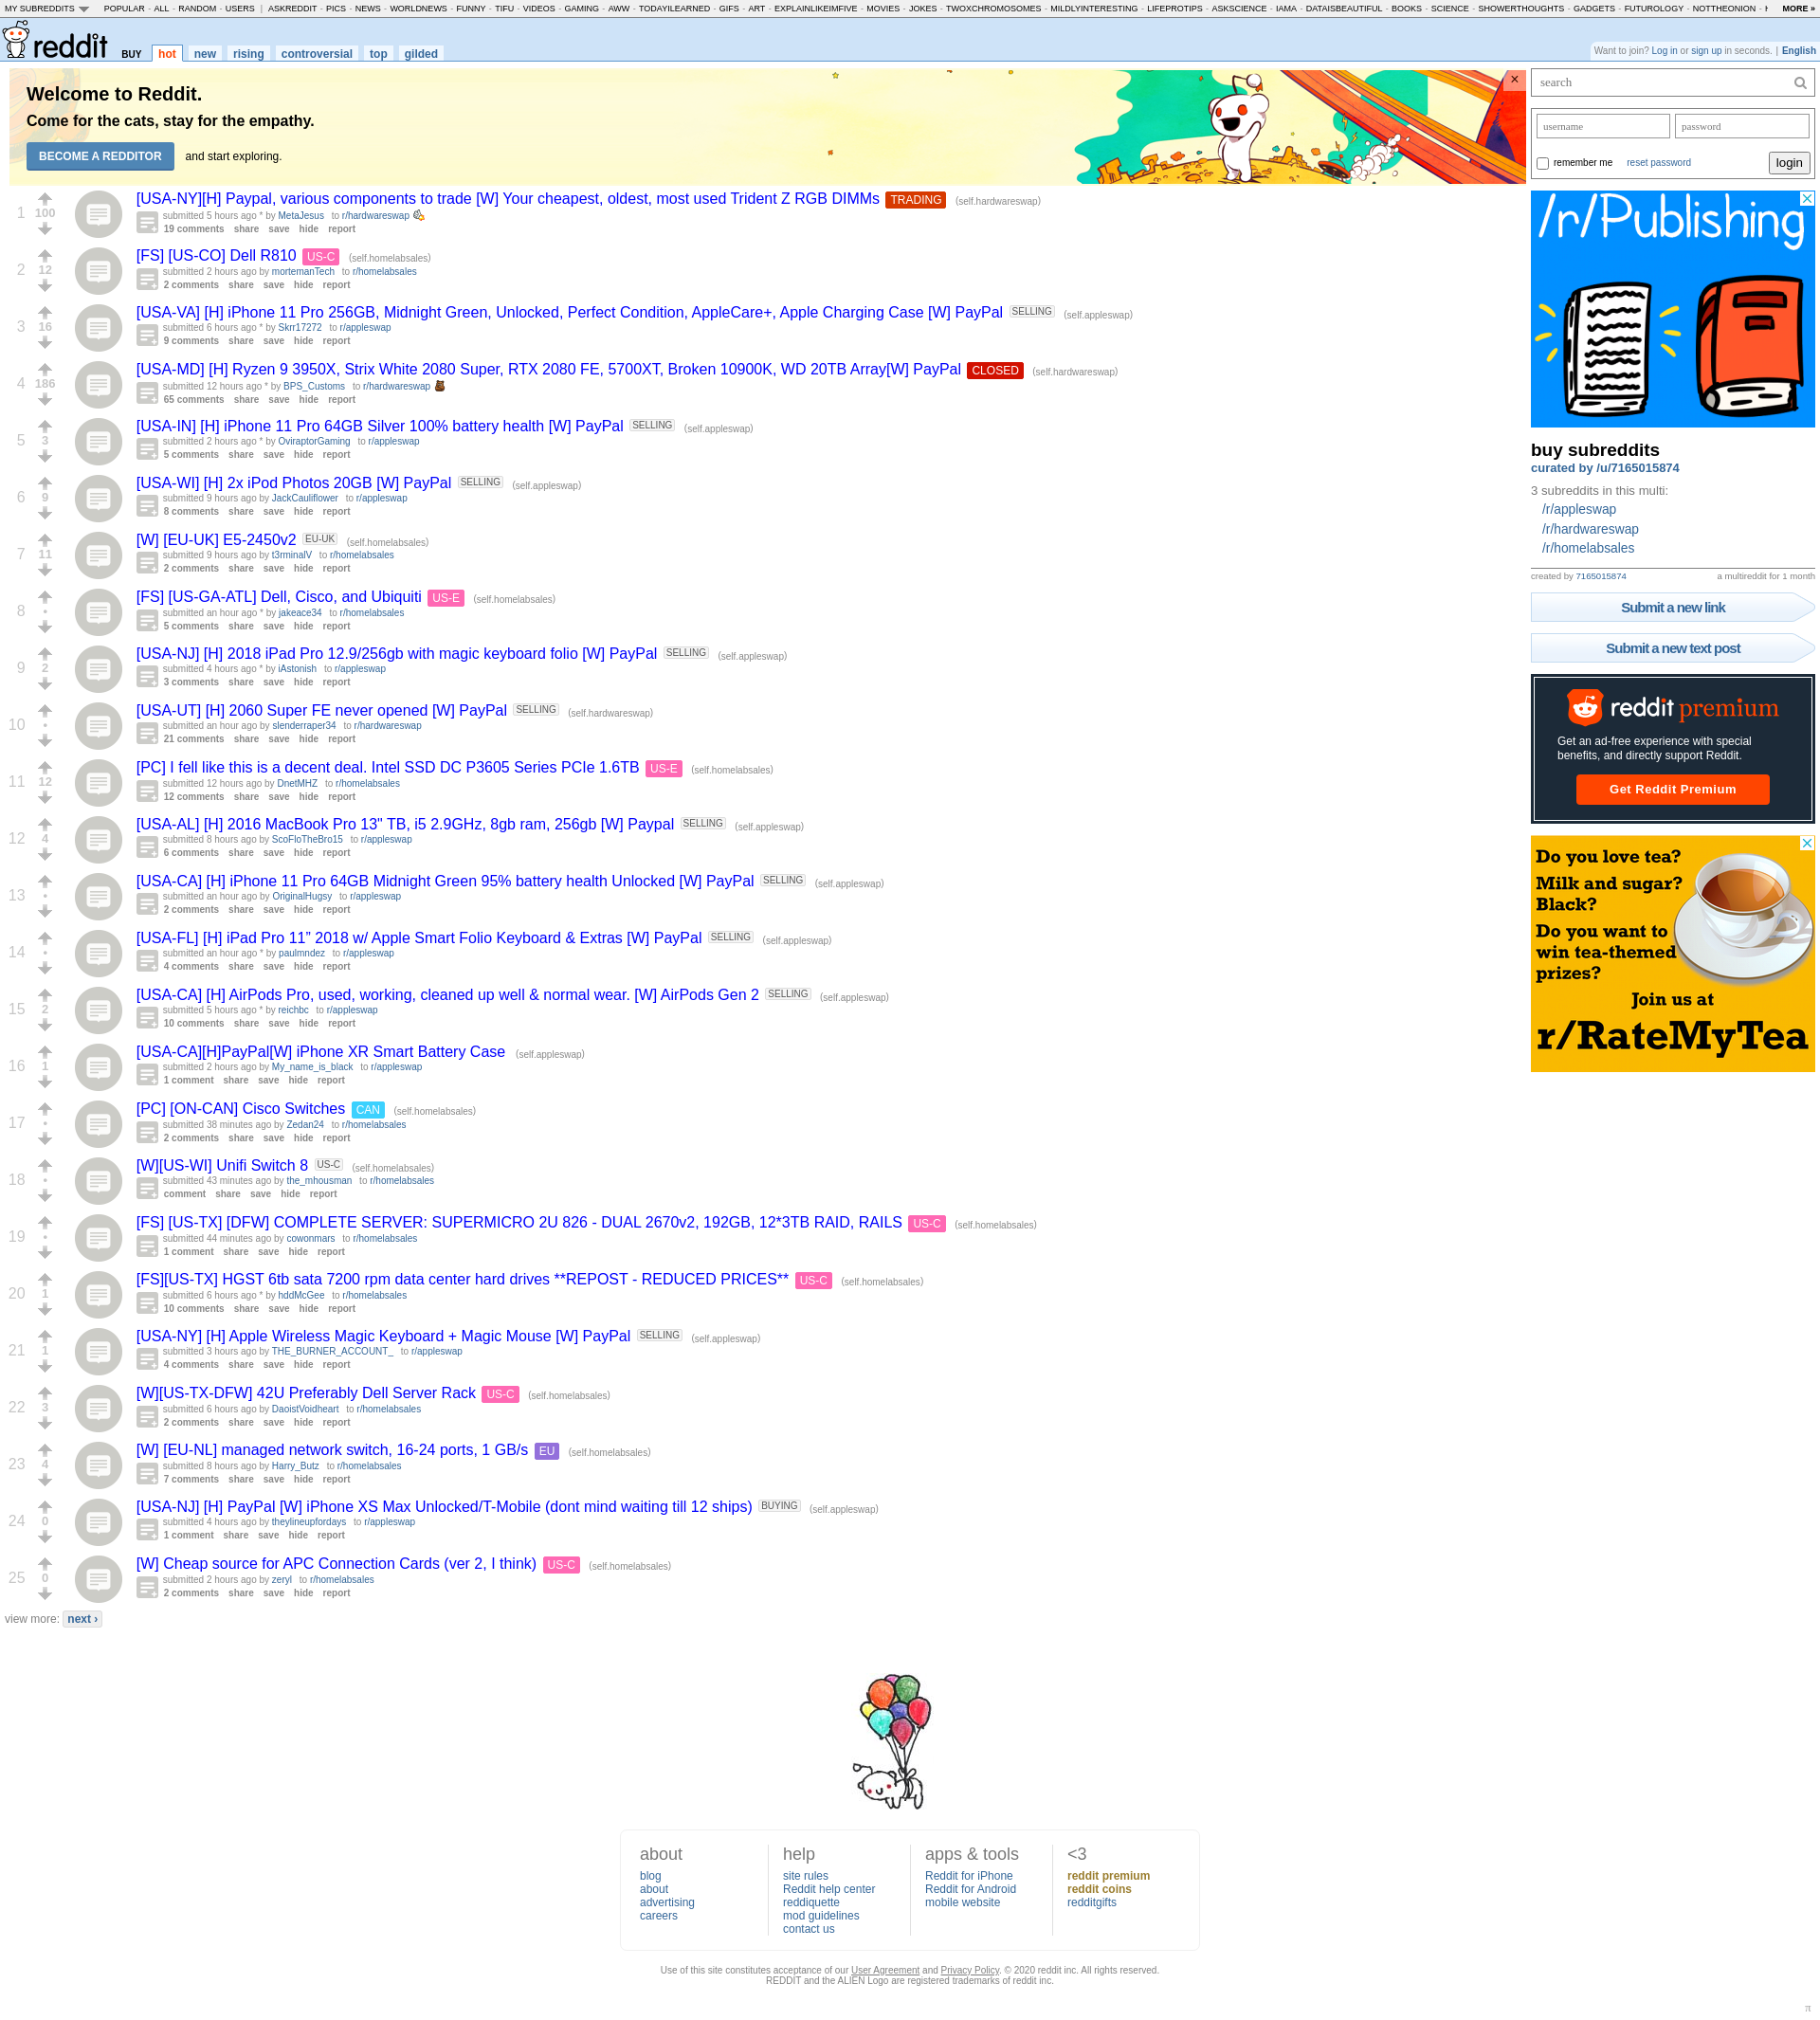 MY SUBREDDITS POPULAR - ALL - RANDOM - USERS | ASKREDDIT - PICS - NEWS - WORLDNEWS - FUNNY - TIFU - VIDEOS - GAMING - AWW - TODAYILEARNED - GIFS - ART - EXPLAINLIKEIMFIVE - MOVIES - JOKES - TWOXCHROMOSOMES - MILDLYINTERESTING - LIFEPROTIPS - ASKSCIENCE - IAMA - DATAISBEAUTIFUL - BOOKS - SCIENCE - SHOWERTHOUGHTS - GADGETS - FUTUROLOGY - NOTTHEONION - MORE »
reddit BUY hot new rising controversial top gilded
Want to join? Log in or sign up in seconds. | English
Welcome to Reddit.
Come for the cats, stay for the empathy.
BECOME A REDDITOR and start exploring.
×
1 100 [USA-NY][H] Paypal, various components to trade [W] Your cheapest, oldest, most used Trident Z RGB DIMMs TRADING (self.hardwareswap)
submitted 5 hours ago * by MetaJesus to r/hardwareswap
19 comments share save hide report
2 12 [FS] [US-CO] Dell R810 US-C (self.homelabsales)
submitted 2 hours ago by mortemanTech to r/homelabsales
2 comments share save hide report
3 16 [USA-VA] [H] iPhone 11 Pro 256GB, Midnight Green, Unlocked, Perfect Condition, AppleCare+, Apple Charging Case [W] PayPal SELLING (self.appleswap)
submitted 6 hours ago * by Skrr17272 to r/appleswap
9 comments share save hide report
4 186 [USA-MD] [H] Ryzen 9 3950X, Strix White 2080 Super, RTX 2080 FE, 5700XT, Broken 10900K, WD 20TB Array[W] PayPal CLOSED (self.hardwareswap)
submitted 12 hours ago * by BPS_Customs to r/hardwareswap
65 comments share save hide report
5 3 [USA-IN] [H] iPhone 11 Pro 64GB Silver 100% battery health [W] PayPal SELLING (self.appleswap)
submitted 2 hours ago * by OviraptorGaming to r/appleswap
5 comments share save hide report
6 9 [USA-WI] [H] 2x iPod Photos 20GB [W] PayPal SELLING (self.appleswap)
submitted 9 hours ago by JackCauliflower to r/appleswap
8 comments share save hide report
7 11 [W] [EU-UK] E5-2450v2 EU-UK (self.homelabsales)
submitted 9 hours ago by t3rminalV to r/homelabsales
2 comments share save hide report
8 • [FS] [US-GA-ATL] Dell, Cisco, and Ubiquiti US-E (self.homelabsales)
submitted an hour ago * by jakeace34 to r/homelabsales
5 comments share save hide report
9 2 [USA-NJ] [H] 2018 iPad Pro 12.9/256gb with magic keyboard folio [W] PayPal SELLING (self.appleswap)
submitted 4 hours ago * by iAstonish to r/appleswap
3 comments share save hide report
10 • [USA-UT] [H] 2060 Super FE never opened [W] PayPal SELLING (self.hardwareswap)
submitted an hour ago by slenderraper34 to r/hardwareswap
21 comments share save hide report
11 12 [PC] I fell like this is a decent deal. Intel SSD DC P3605 Series PCIe 1.6TB US-E (self.homelabsales)
submitted 12 hours ago by DnetMHZ to r/homelabsales
12 comments share save hide report
12 4 [USA-AL] [H] 2016 MacBook Pro 13" TB, i5 2.9GHz, 8gb ram, 256gb [W] Paypal SELLING (self.appleswap)
submitted 8 hours ago by ScoFloTheBro15 to r/appleswap
6 comments share save hide report
13 • [USA-CA] [H] iPhone 11 Pro 64GB Midnight Green 95% battery health Unlocked [W] PayPal SELLING (self.appleswap)
submitted an hour ago by OriginalHugsy to r/appleswap
2 comments share save hide report
14 • [USA-FL] [H] iPad Pro 11” 2018 w/ Apple Smart Folio Keyboard & Extras [W] PayPal SELLING (self.appleswap)
submitted an hour ago * by paulmndez to r/appleswap
4 comments share save hide report
15 2 [USA-CA] [H] AirPods Pro, used, working, cleaned up well & normal wear. [W] AirPods Gen 2 SELLING (self.appleswap)
submitted 5 hours ago * by reichbc to r/appleswap
10 comments share save hide report
16 1 [USA-CA][H]PayPal[W] iPhone XR Smart Battery Case (self.appleswap)
submitted 2 hours ago by My_name_is_black to r/appleswap
1 comment share save hide report
17 • [PC] [ON-CAN] Cisco Switches CAN (self.homelabsales)
submitted 38 minutes ago by Zedan24 to r/homelabsales
2 comments share save hide report
18 • [W][US-WI] Unifi Switch 8 US-C (self.homelabsales)
submitted 43 minutes ago by the_mhousman to r/homelabsales
comment share save hide report
19 • [FS] [US-TX] [DFW] COMPLETE SERVER: SUPERMICRO 2U 826 - DUAL 2670v2, 192GB, 12*3TB RAID, RAILS US-C (self.homelabsales)
submitted 44 minutes ago by cowonmars to r/homelabsales
1 comment share save hide report
20 1 [FS][US-TX] HGST 6tb sata 7200 rpm data center hard drives **REPOST - REDUCED PRICES** US-C (self.homelabsales)
submitted 6 hours ago * by hddMcGee to r/homelabsales
10 comments share save hide report
21 1 [USA-NY] [H] Apple Wireless Magic Keyboard + Magic Mouse [W] PayPal SELLING (self.appleswap)
submitted 3 hours ago by THE_BURNER_ACCOUNT_ to r/appleswap
4 comments share save hide report
22 3 [W][US-TX-DFW] 42U Preferably Dell Server Rack US-C (self.homelabsales)
submitted 6 hours ago by DaoistVoidheart to r/homelabsales
2 comments share save hide report
23 4 [W] [EU-NL] managed network switch, 16-24 ports, 1 GB/s EU (self.homelabsales)
submitted 8 hours ago by Harry_Butz to r/homelabsales
7 comments share save hide report
24 0 [USA-NJ] [H] PayPal [W] iPhone XS Max Unlocked/T-Mobile (dont mind waiting till 12 ships) BUYING (self.appleswap)
submitted 4 hours ago by theylineupfordays to r/appleswap
1 comment share save hide report
25 0 [W] Cheap source for APC Connection Cards (ver 2, I think) US-C (self.homelabsales)
submitted 2 hours ago by zeryl to r/homelabsales
2 comments share save hide report
view more: next ›
search
username password
remember me reset password login
/r/Publishing
buy subreddits
curated by /u/7165015874
3 subreddits in this multi:
/r/appleswap
/r/hardwareswap
/r/homelabsales
created by 7165015874 a multireddit for 1 month
Submit a new link
Submit a new text post
reddit premium
Get an ad-free experience with special
benefits, and directly support Reddit.
Get Reddit Premium
Do you love tea?
Milk and sugar?
Black?
Do you want to
win tea-themed
prizes?
Join us at
r/RateMyTea
about
blog
about
advertising
careers
help
site rules
Reddit help center
reddiquette
mod guidelines
contact us
apps & tools
Reddit for iPhone
Reddit for Android
mobile website
<3
reddit premium
reddit coins
redditgifts
Use of this site constitutes acceptance of our User Agreement and Privacy Policy. © 2020 reddit inc. All rights reserved.
REDDIT and the ALIEN Logo are registered trademarks of reddit inc.
π